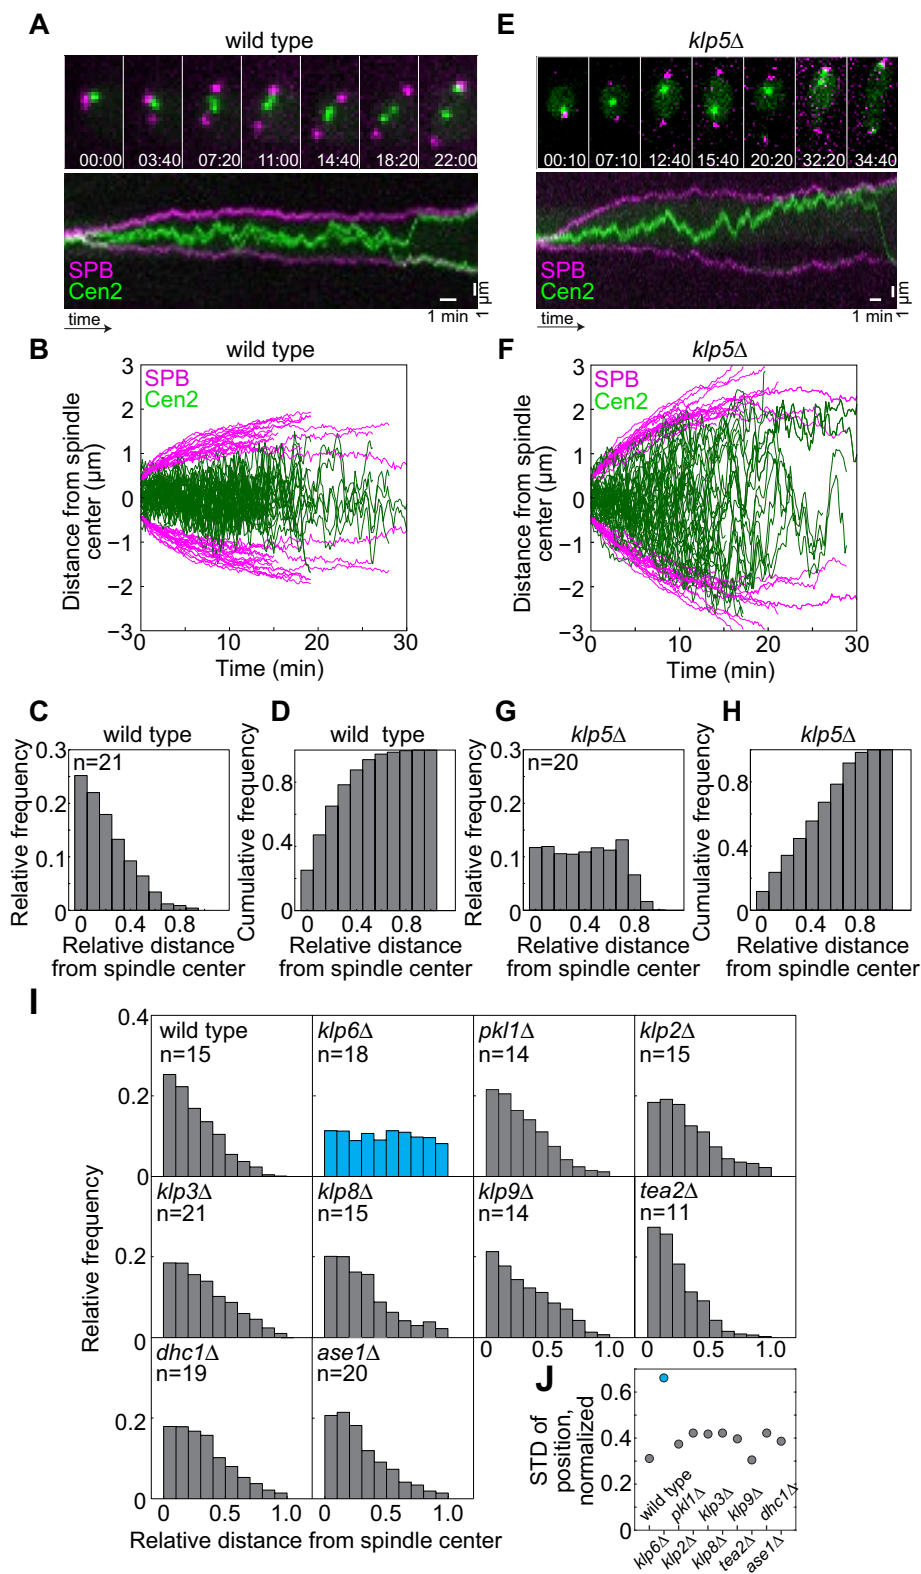 A
wild type
00:00 03:40 07:20 11:00 14:40 18:20 22:00
SPB
Cen2
time
1 min
1 µm
E
klp5Δ
00:10 07:10 12:40 15:40 20:20 32:20 34:40
SPB
Cen2
time
1 min
1 µm
B
wild type
SPB
Cen2
3
2
1
0
−1
−2
−3
0 10 20 30
Distance from spindle
center (µm)
Time (min)
F
klp5Δ
SPB
Cen2
3
2
1
0
−1
−2
−3
0 10 20 30
Distance from spindle
center (µm)
Time (min)
C
wild type
n=21
0.3
0.2
0.1
0
0 0.4 0.8
Relative frequency
Relative distance
from spindle center
D
wild type
0.8
0.4
0
0 0.4 0.8
Cumulative frequency
Relative distance
from spindle center
G
klp5Δ
n=20
0.3
0.2
0.1
0
0 0.4 0.8
Relative frequency
Relative distance
from spindle center
H
klp5Δ
0.8
0.4
0
0 0.4 0.8
Cumulative frequency
Relative distance
from spindle center
I
0.4
0.2
0
wild type
n=15
klp6Δ
n=18
pkl1Δ
n=14
klp2Δ
n=15
0.2
0
klp3Δ
n=21
klp8Δ
n=15
klp9Δ
n=14
tea2Δ
n=11
0 0.5 1.0
0 0.5 1.0
0.2
0
dhc1Δ
n=19
ase1Δ
n=20
0 0.5 1.0
0 0.5 1.0
Relative frequency
Relative distance from spindle center
J
0.6
0.4
0.2
0
STD of
position,
normalized
wild type
pkl1Δ
klp3Δ
klp9Δ
dhc1Δ
klp6Δ
klp2Δ
klp8Δ
tea2Δ
ase1Δ